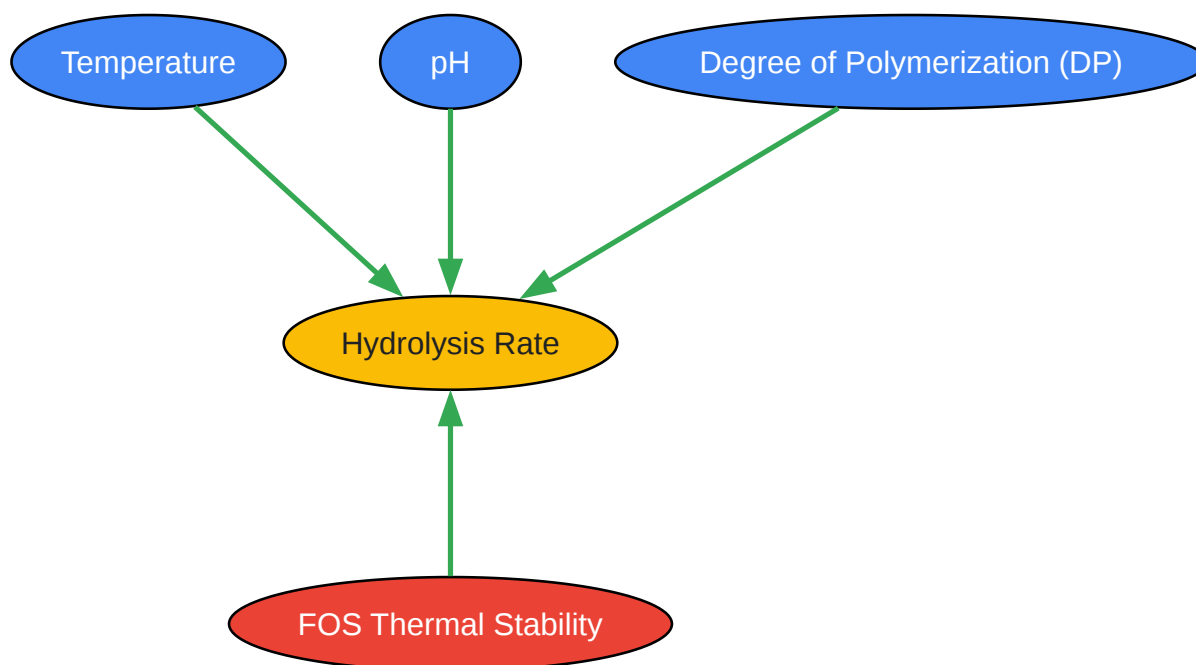 Temperature
pH
Degree of Polymerization (DP)
Hydrolysis Rate
FOS Thermal Stability